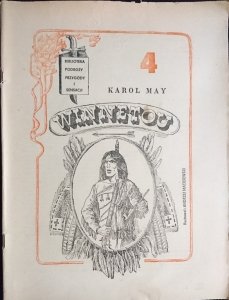 BIBLIOTEKA
PODRÓŻY
PRZYGODY
I
SENSACJI
4
KAROL MAY
WINNETOU